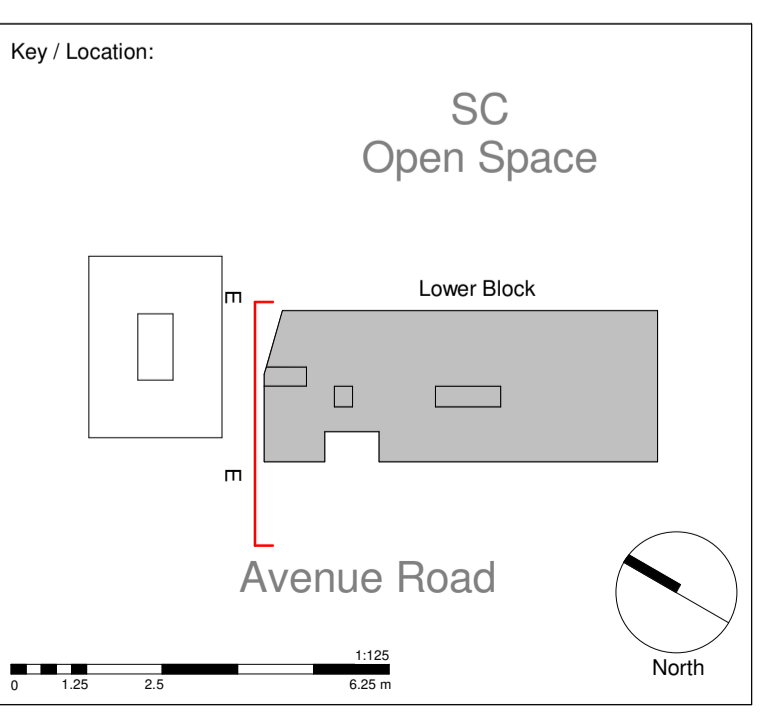 Key / Location:
SC
Open Space
Lower Block
E
E
Avenue Road
North
1:125
0 1.25 2.5 6.25 m